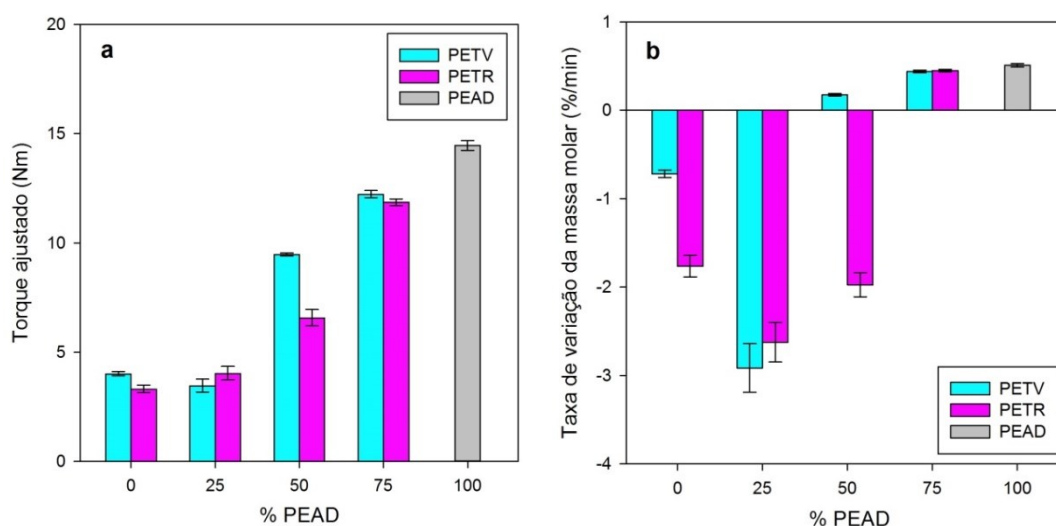 a
Torque ajustado (Nm)
20
15
10
5
0
PETV
PETR
PEAD
0 25 50 75 100
% PEAD
b
Taxa de variação da massa molar (%/min)
1
0
-1
-2
-3
-4
PETV
PETR
PEAD
0 25 50 75 100
% PEAD